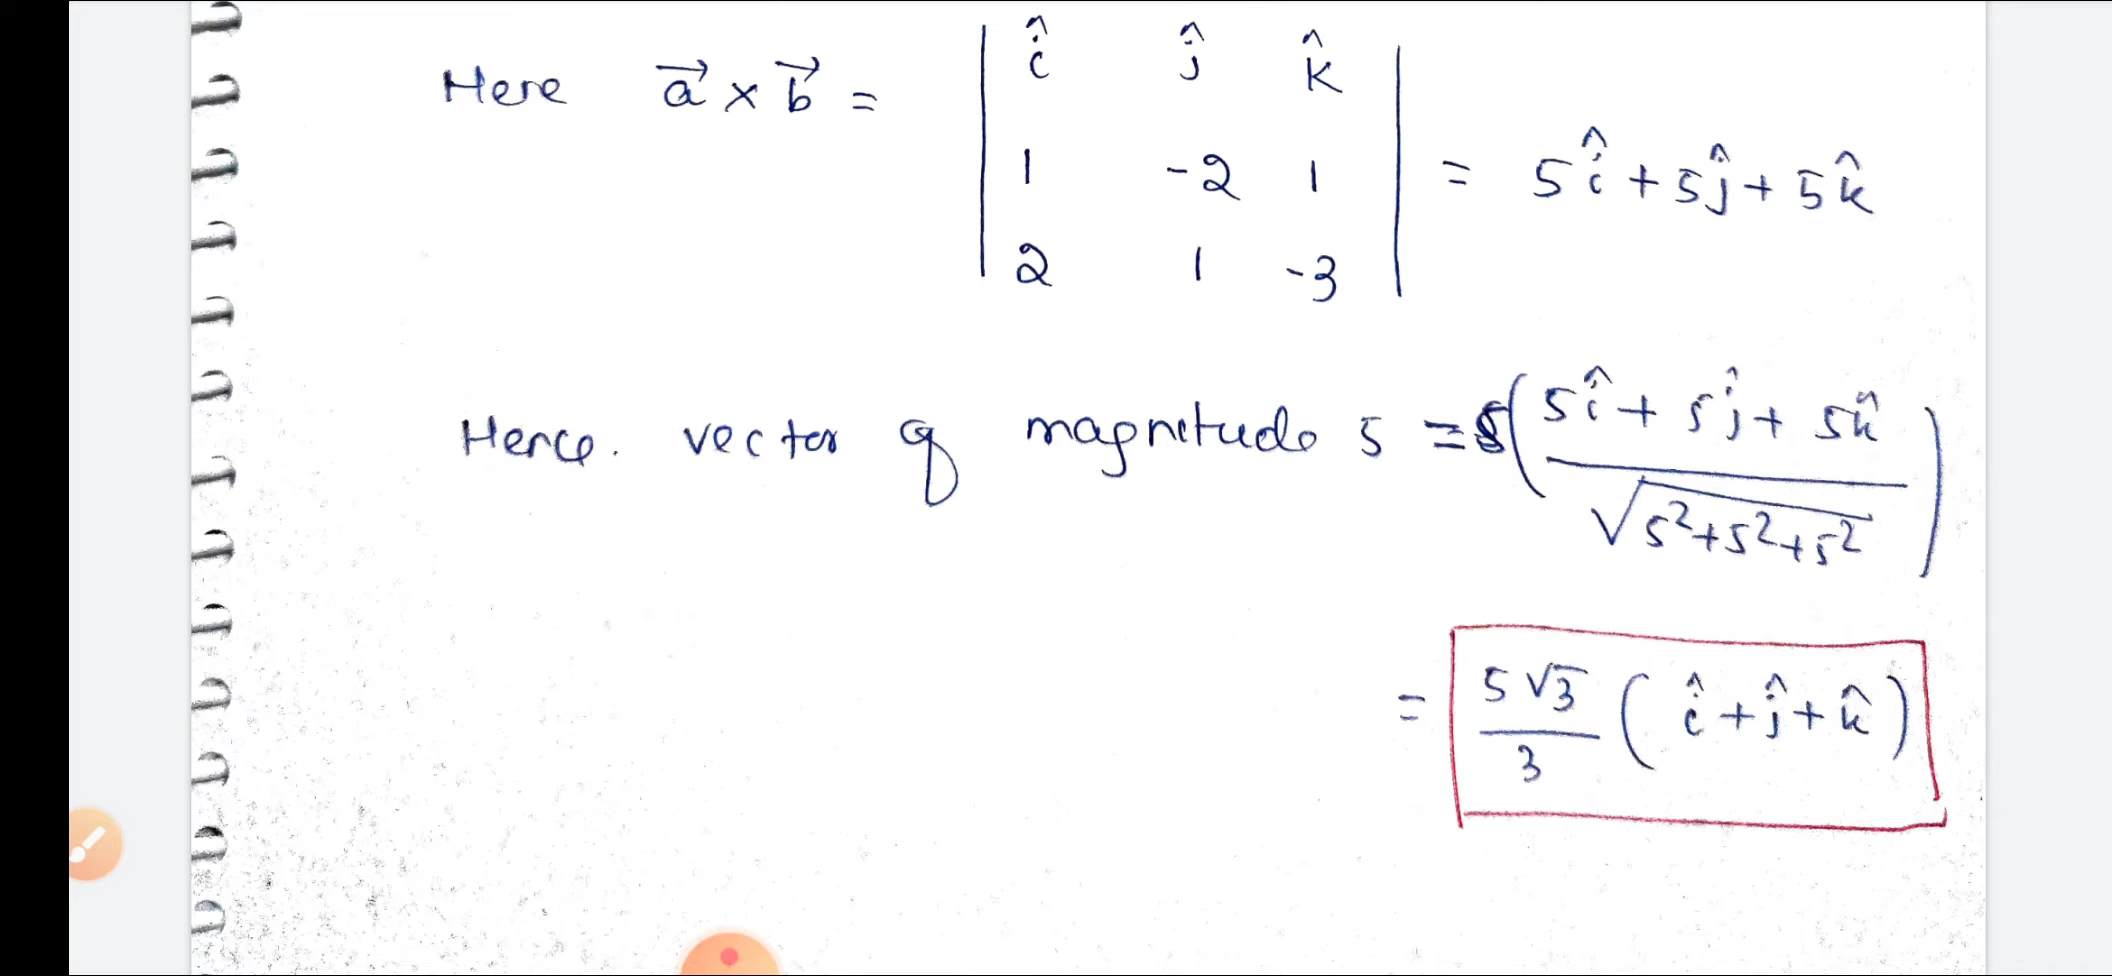 Here a⃗ × b⃗ = | î ĵ k̂ |
| 1 -2 1 | = 5î + 5ĵ + 5k̂
| 2 1 -3 |
Hence. vector of magnitude 5 = 5( (5î + 5ĵ + 5k̂) / √(5²+5²+5²) )
= 5√3/3 ( î + ĵ + k̂ )